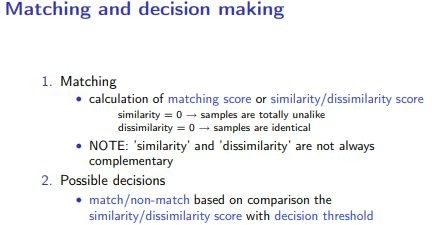 Matching and decision making
1. Matching
• calculation of matching score or similarity/dissimilarity score
similarity = 0 → samples are totally unalike
dissimilarity = 0 → samples are identical
• NOTE: 'similarity' and 'dissimilarity' are not always
complementary
2. Possible decisions
• match/non-match based on comparison the
similarity/dissimilarity score with decision threshold